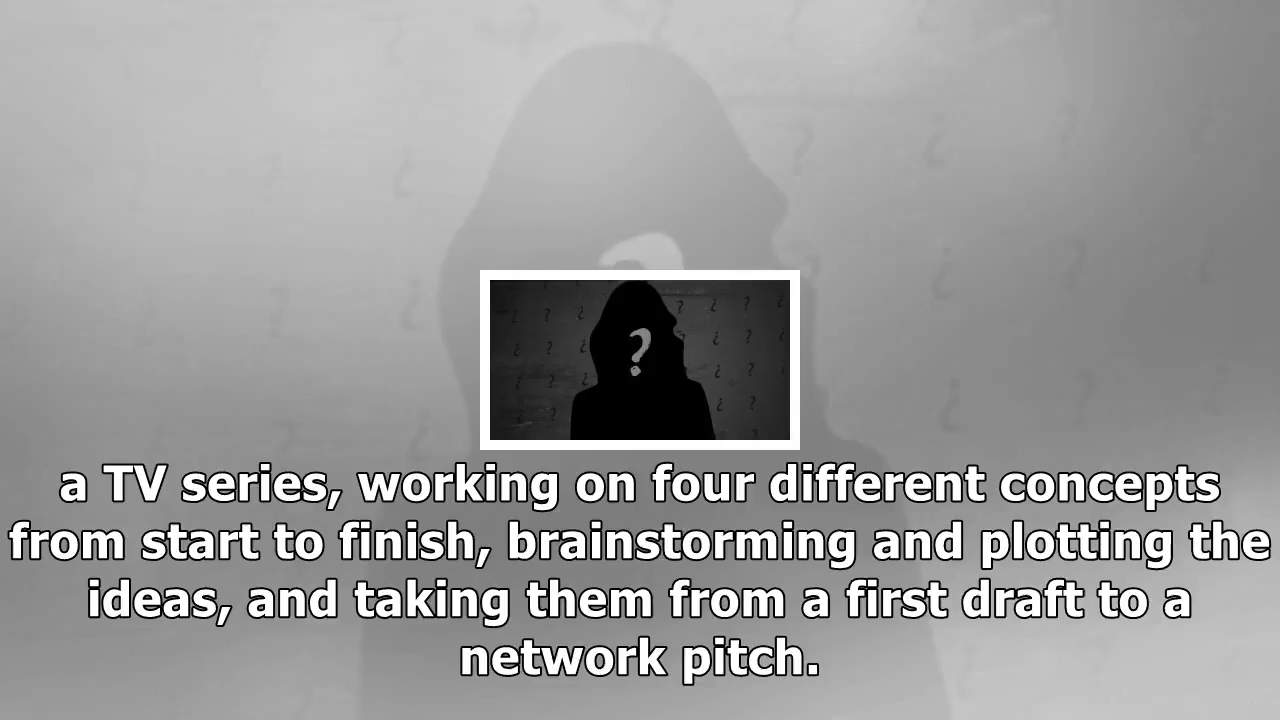 a TV series, working on four different concepts
from start to finish, brainstorming and plotting the
ideas, and taking them from a first draft to a
network pitch.